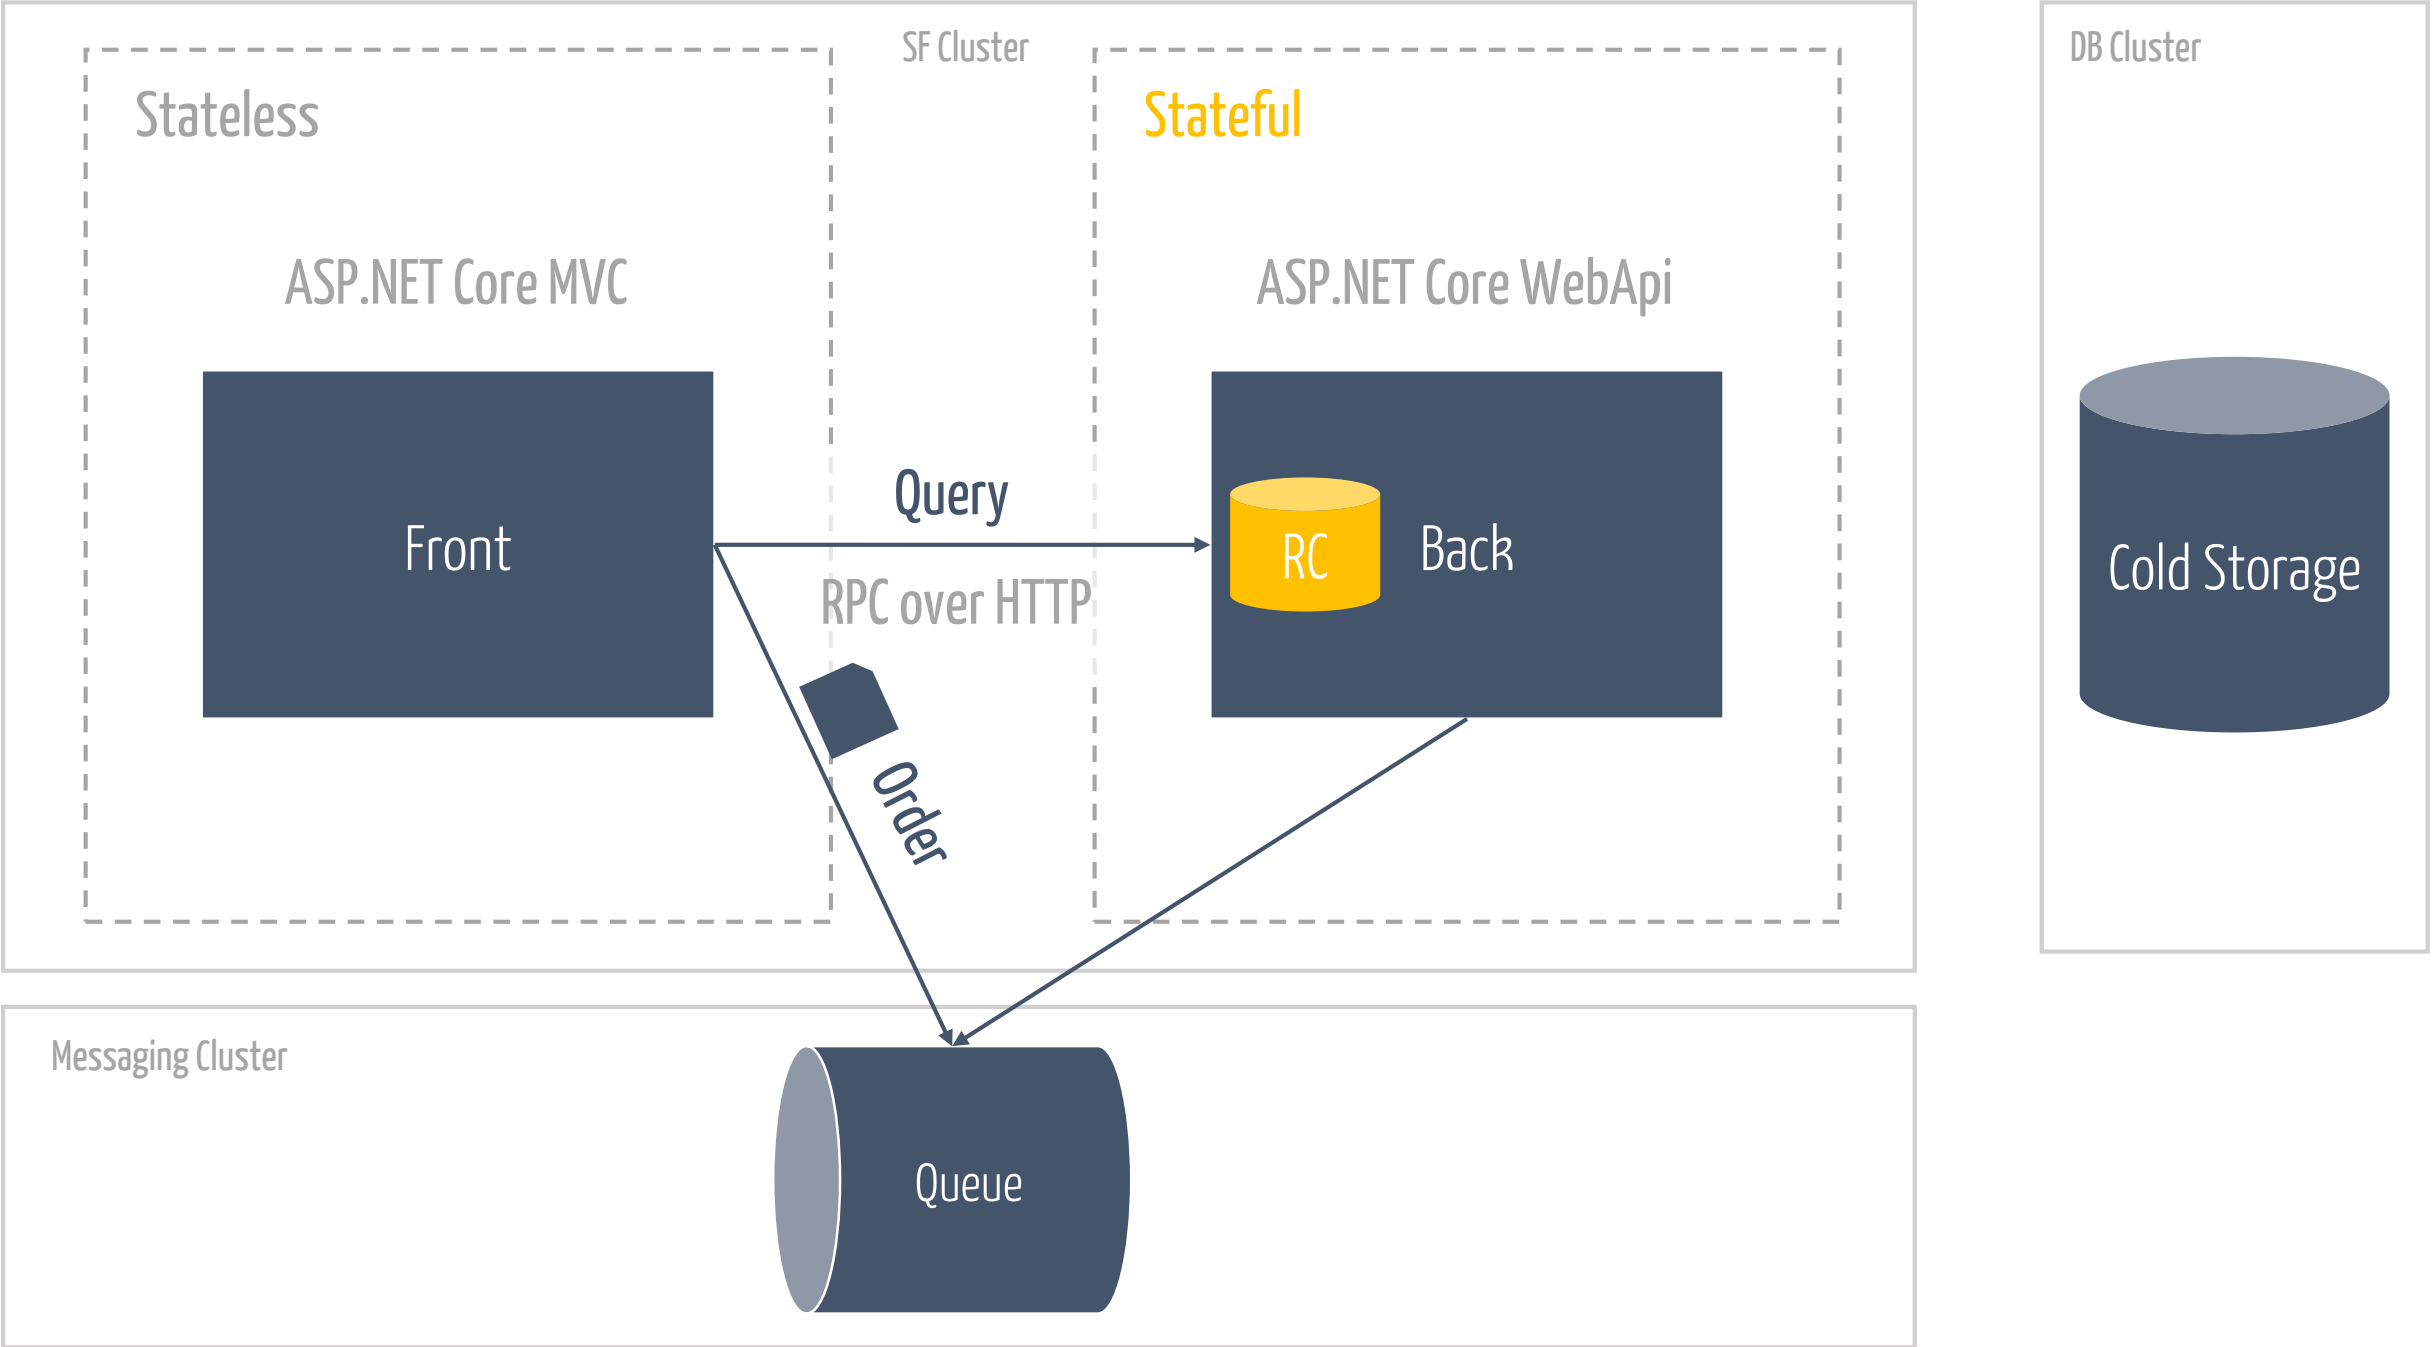 SF Cluster
DB Cluster
Stateless
Stateful
ASP.NET Core MVC
ASP.NET Core WebApi
Query
Front
RC
Back
Cold Storage
RPC over HTTP
Order
Messaging Cluster
Queue